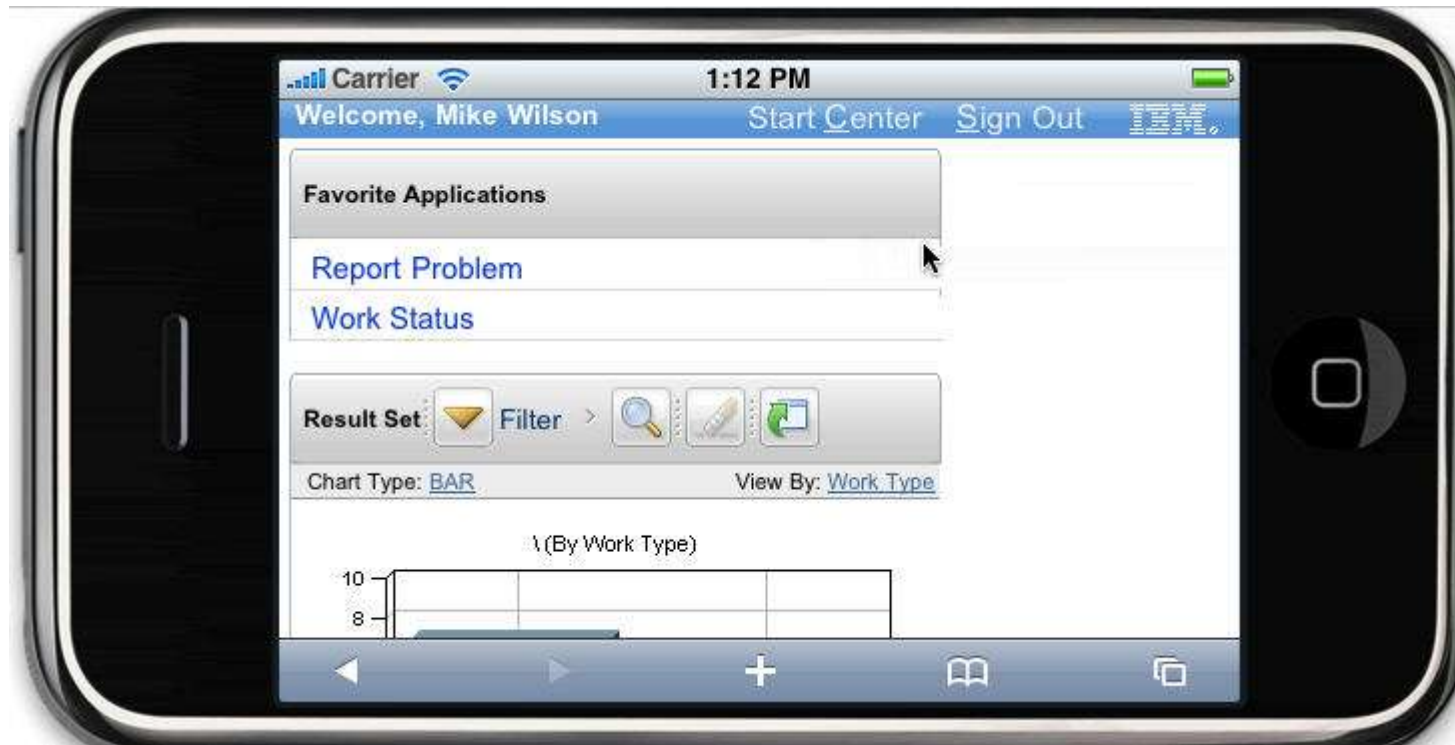 Carrier 1:12 PM
Welcome, Mike Wilson Start Center Sign Out IBM.
Favorite Applications
Report Problem
Work Status
Result Set Filter >
Chart Type: BAR View By: Work Type
\ (By Work Type)
10
8